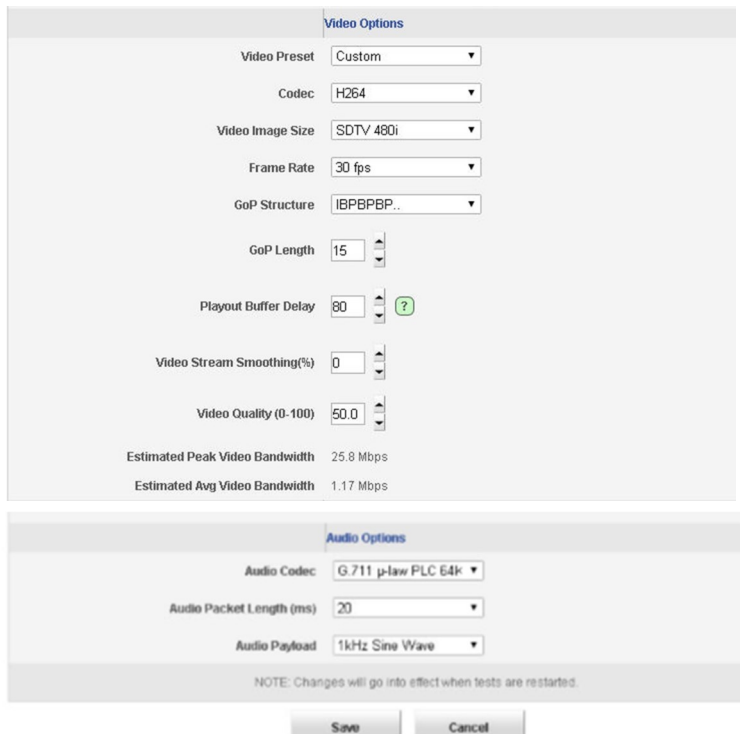 Video Options
Video Preset Custom
Codec H264
Video Image Size SDTV 480i
Frame Rate 30 fps
GoP Structure IBPBPBP..
GoP Length 15
Playout Buffer Delay 80 ?
Video Stream Smoothing(%) 0
Video Quality (0-100) 50.0
Estimated Peak Video Bandwidth 25.8 Mbps
Estimated Avg Video Bandwidth 1.17 Mbps
Audio Options
Audio Codec G.711 µ-law PLC 64K
Audio Packet Length (ms) 20
Audio Payload 1kHz Sine Wave
NOTE: Changes will go into effect when tests are restarted.
Save Cancel